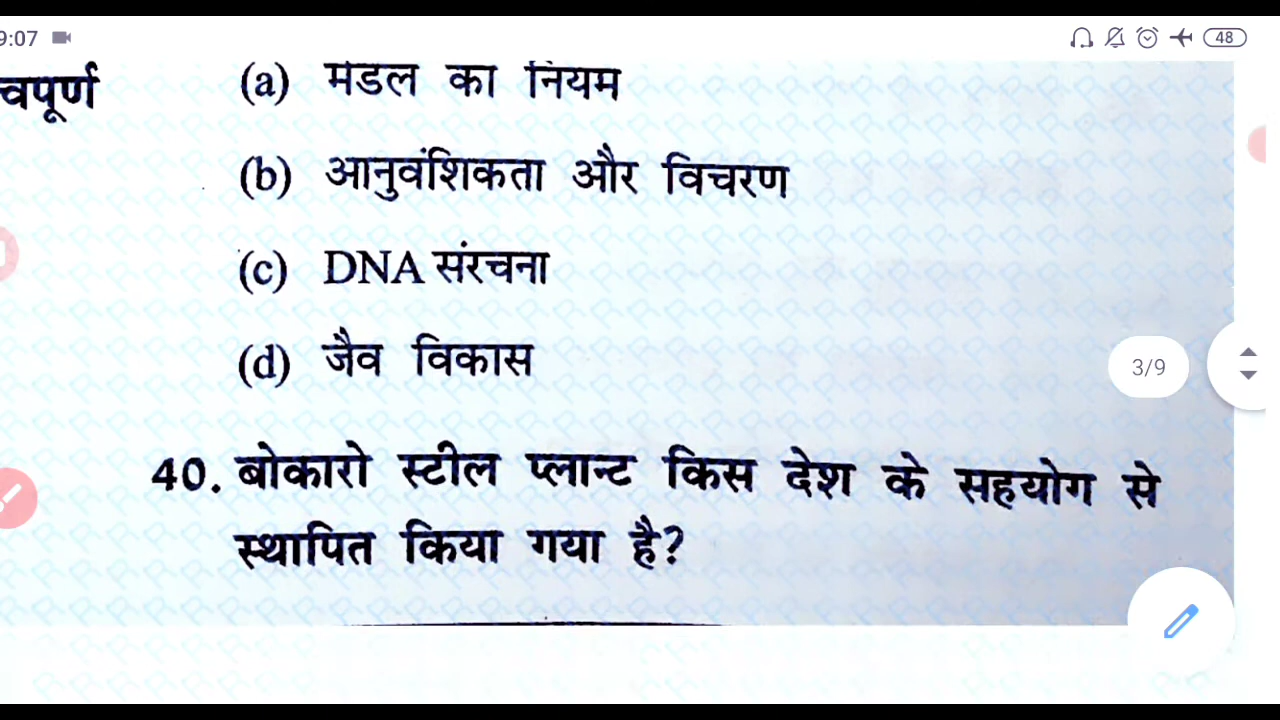 9:07
48
वपूर्ण
(a) मंडल का नियम
(b) आनुवंशिकता और विचरण
(c) DNA संरचना
(d) जैव विकास
3/9
40. बोकारो स्टील प्लान्ट किस देश के सहयोग से
स्थापित किया गया है?